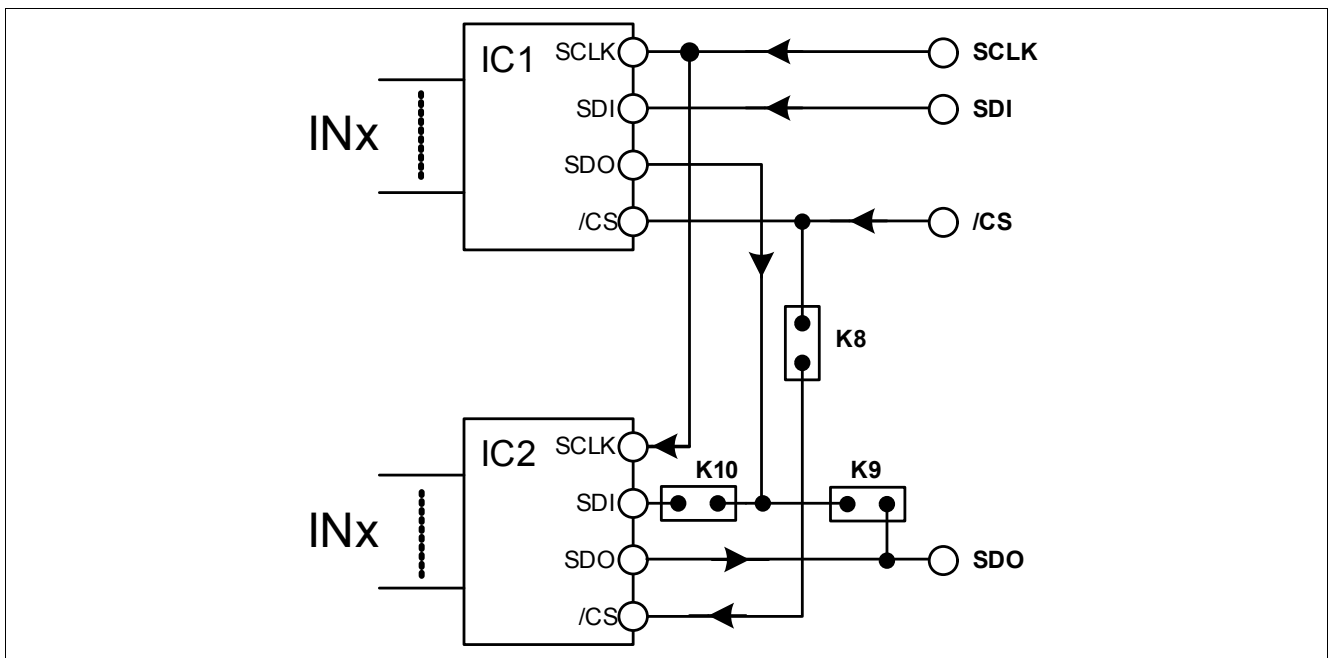 IC1
SCLK
SCLK
SDI
SDI
INx
SDO
/CS
/CS
K8
IC2
SCLK
K10
K9
SDI
INx
SDO
SDO
/CS